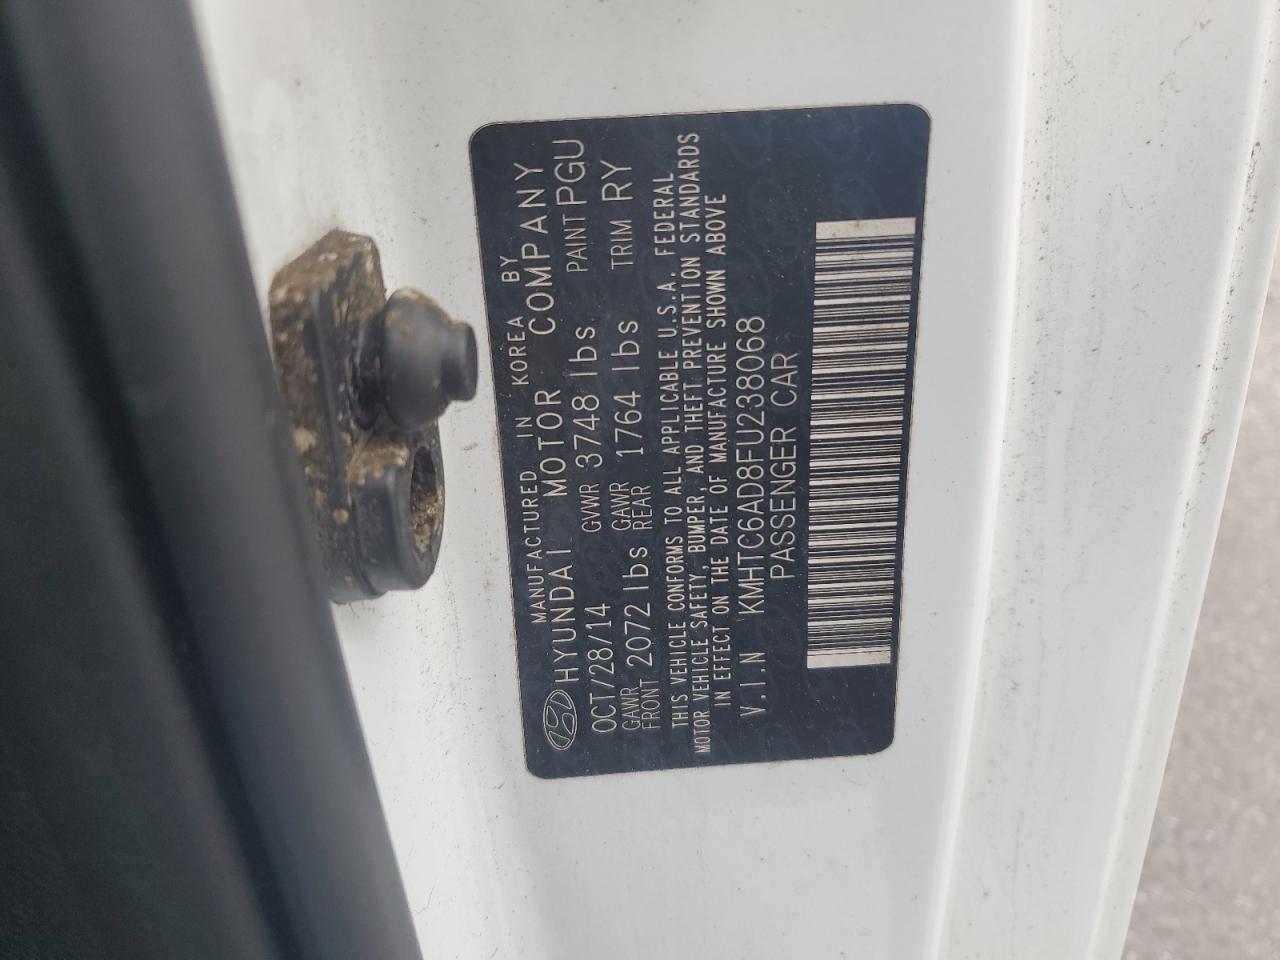 MANUFACTURED IN KOREA BY
HYUNDAI MOTOR COMPANY
OCT/28/14 GVWR 3748 lbs PAINT PGU
GAWR FRONT 2072 lbs GAWR REAR 1764 lbs TRIM RY
THIS VEHICLE CONFORMS TO ALL APPLICABLE U.S.A. FEDERAL
MOTOR VEHICLE SAFETY, BUMPER, AND THEFT PREVENTION STANDARDS
IN EFFECT ON THE DATE OF MANUFACTURE SHOWN ABOVE
V.I.N KMHTC6AD8FU238068
PASSENGER CAR